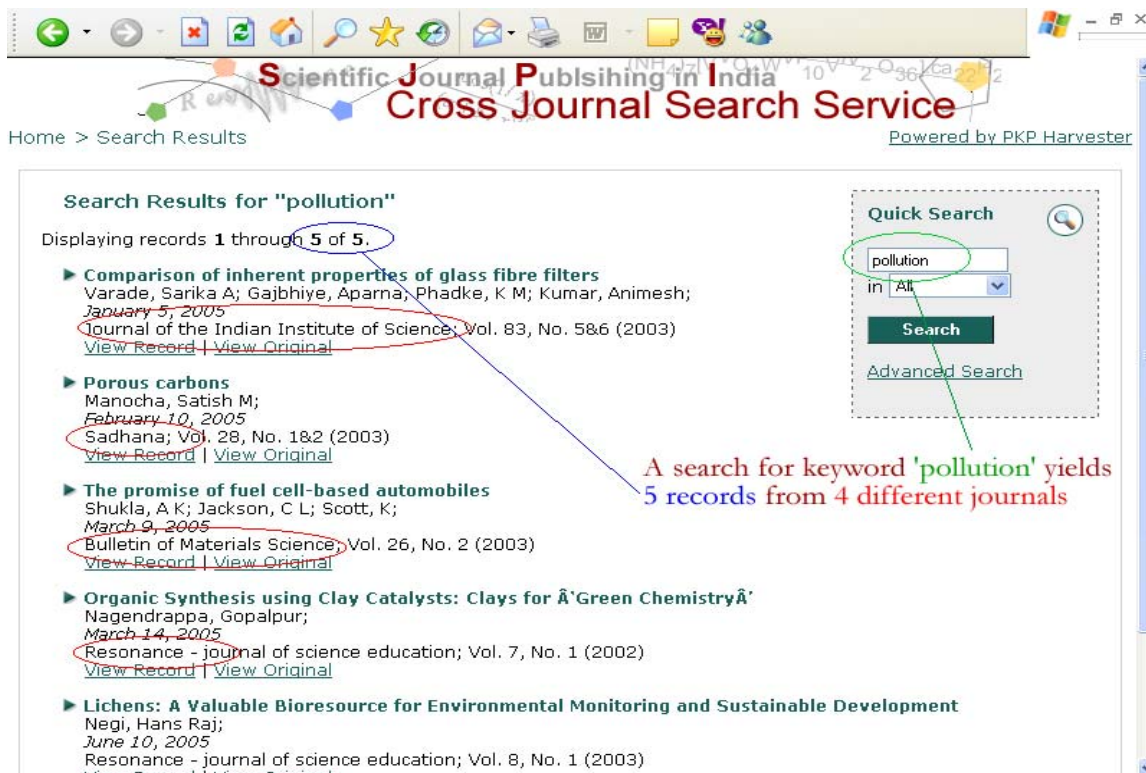 Scientific Journal Publsihing in India
Cross Journal Search Service
Home > Search Results
Powered by PKP Harvester
Search Results for "pollution"
Displaying records 1 through 5 of 5.
Comparison of inherent properties of glass fibre filters
Varade, Sarika A; Gajbhiye, Aparna; Phadke, K M; Kumar, Animesh;
January 5, 2005
Journal of the Indian Institute of Science; Vol. 83, No. 5&6 (2003)
View Record | View Original
Porous carbons
Manocha, Satish M;
February 10, 2005
Sadhana; Vol. 28, No. 1&2 (2003)
View Record | View Original
The promise of fuel cell-based automobiles
Shukla, A K; Jackson, C L; Scott, K;
March 9, 2005
Bulletin of Materials Science; Vol. 26, No. 2 (2003)
View Record | View Original
Organic Synthesis using Clay Catalysts: Clays for Â‘Green ChemistryÂ’
Nagendrappa, Gopalpur;
March 14, 2005
Resonance - journal of science education; Vol. 7, No. 1 (2002)
View Record | View Original
Lichens: A Valuable Bioresource for Environmental Monitoring and Sustainable Development
Negi, Hans Raj;
June 10, 2005
Resonance - journal of science education; Vol. 8, No. 1 (2003)
View Record | View Original
Quick Search
pollution
in All
Search
Advanced Search
A search for keyword 'pollution' yields
5 records from 4 different journals